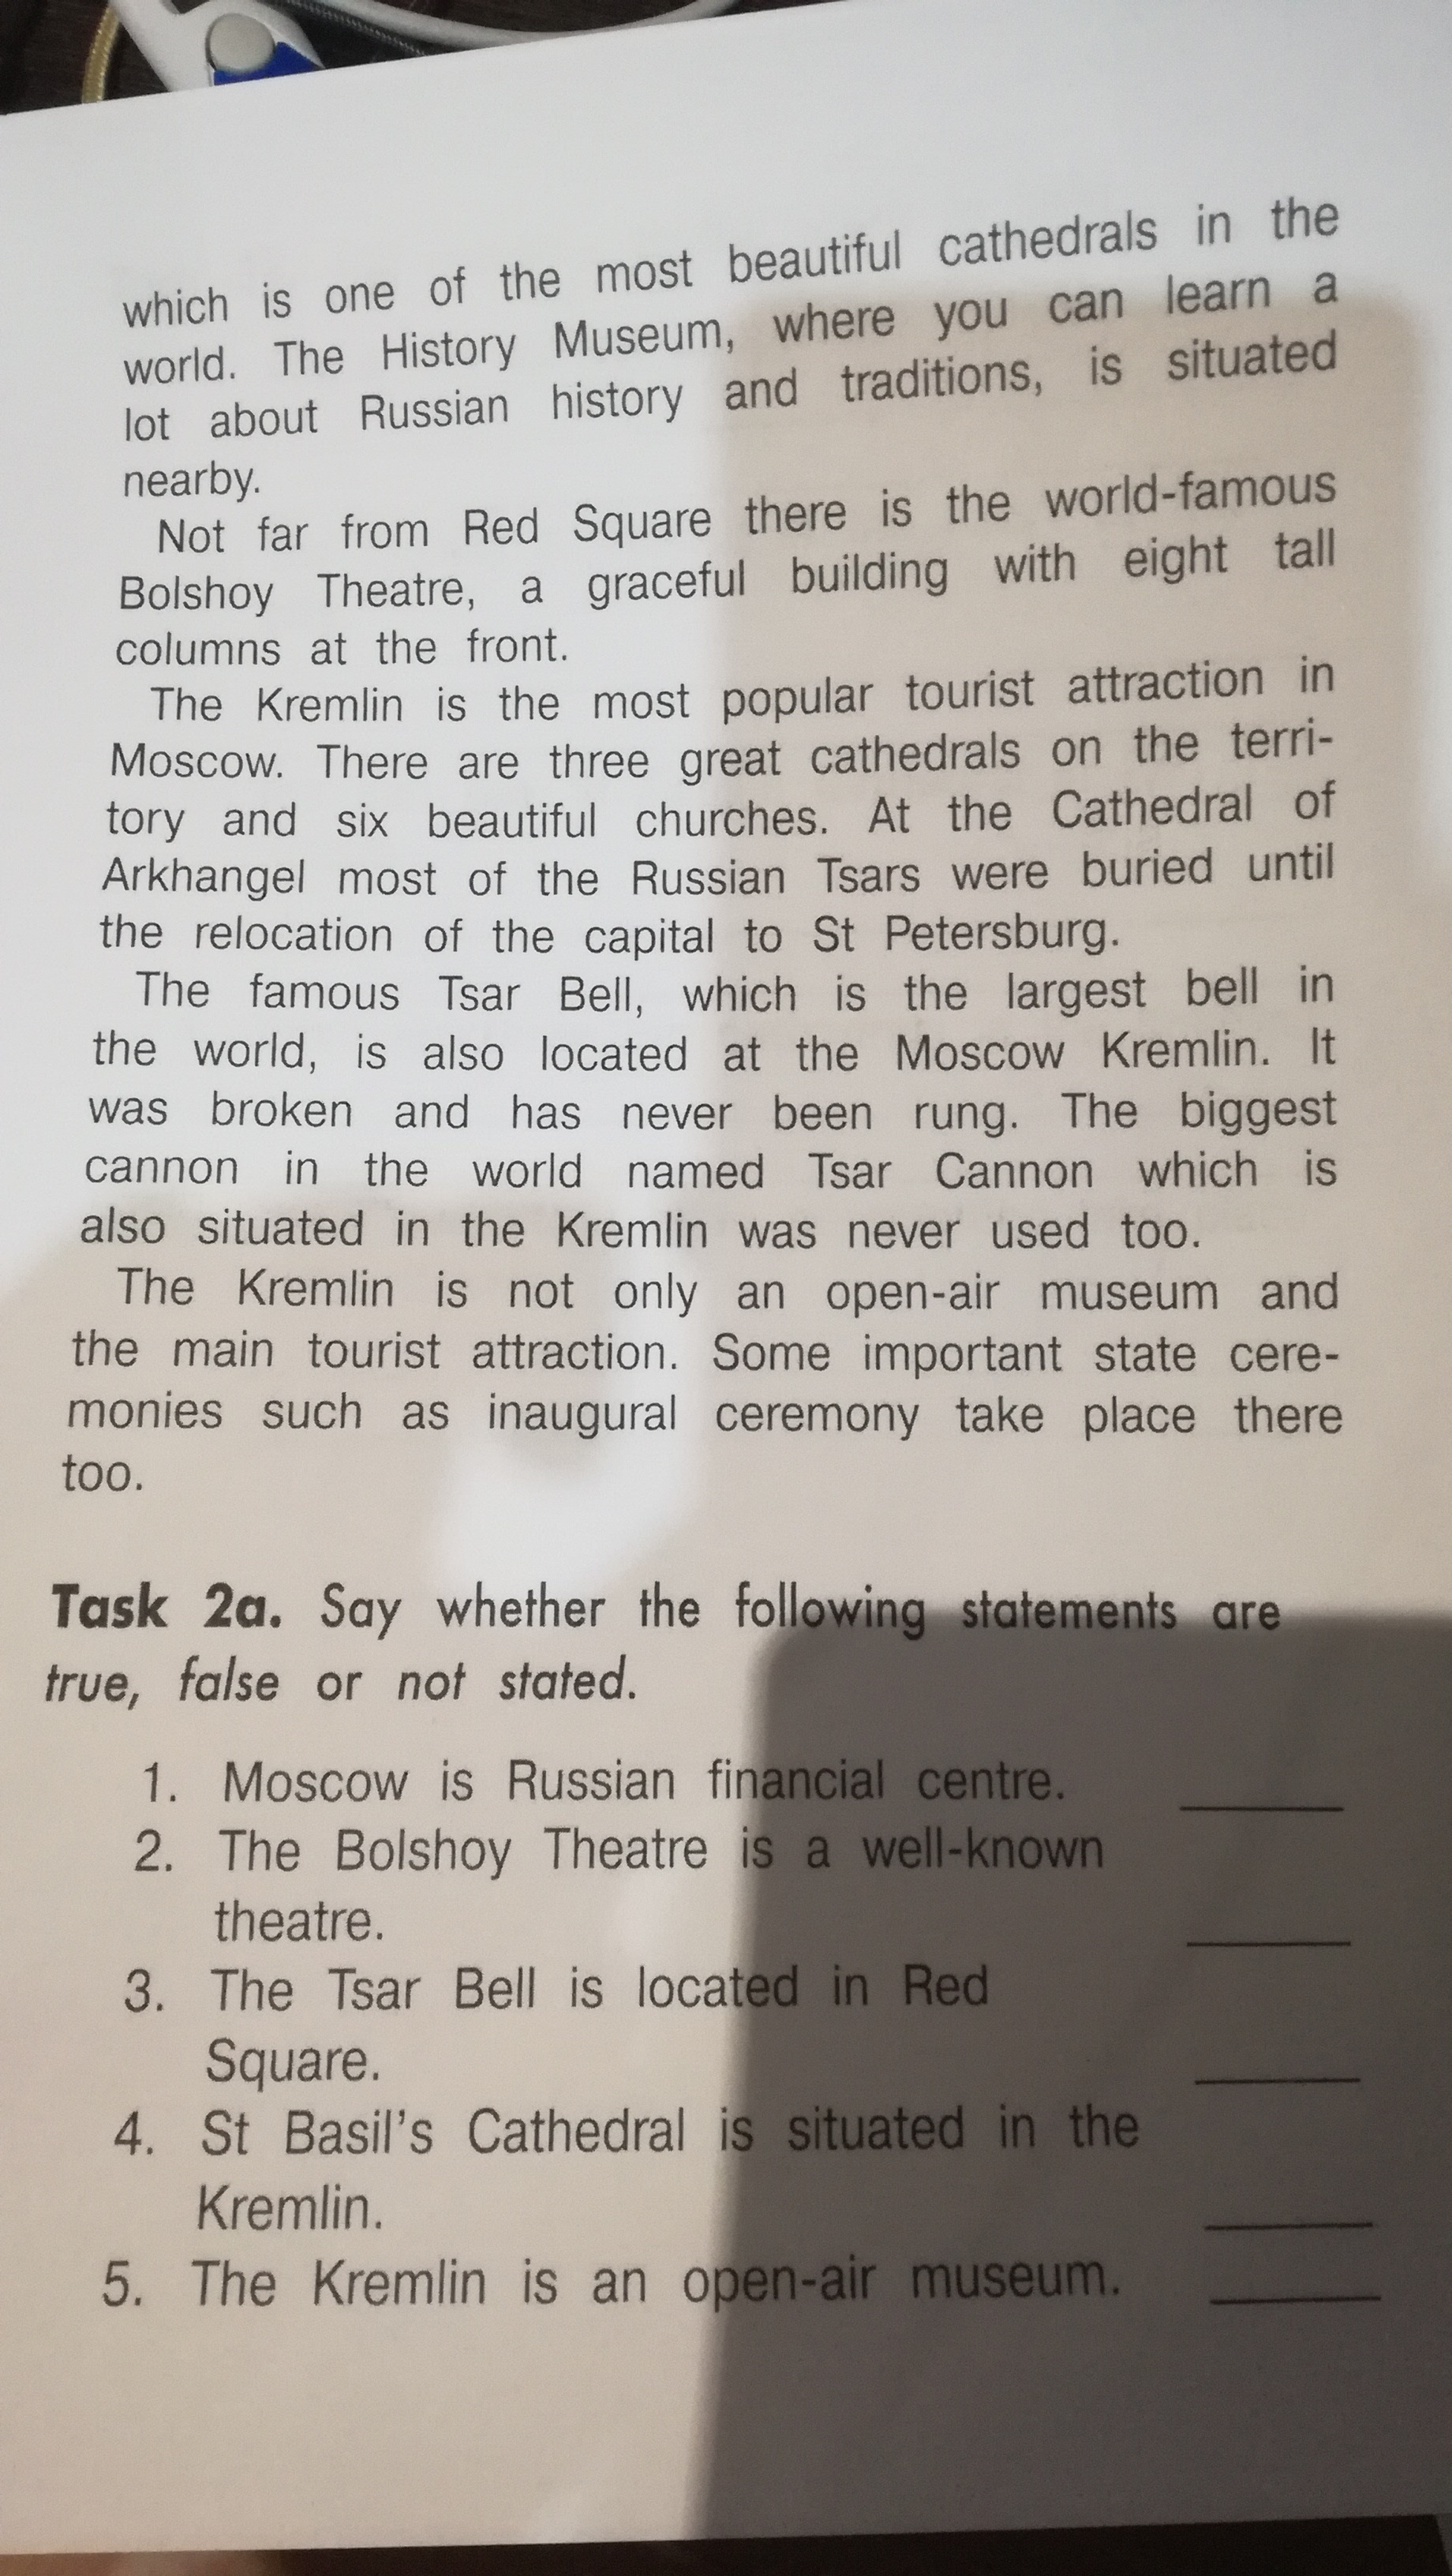 which is one of the most beautiful cathedrals in the
world. The History Museum, where you can learn a
lot about Russian history and traditions, is situated
nearby.
Not far from Red Square there is the world-famous
Bolshoy Theatre, a graceful building with eight tall
columns at the front.
The Kremlin is the most popular tourist attraction in
Moscow. There are three great cathedrals on the terri-
tory and six beautiful churches. At the Cathedral of
Arkhangel most of the Russian Tsars were buried until
the relocation of the capital to St Petersburg.
The famous Tsar Bell, which is the largest bell in
the world, is also located at the Moscow Kremlin. It
was broken and has never been rung. The biggest
cannon in the world named Tsar Cannon which is
also situated in the Kremlin was never used too.
The Kremlin is not only an open-air museum and
the main tourist attraction. Some important state cere-
monies such as inaugural ceremony take place there
too.
Task 2a. Say whether the following statements are
true, false or not stated.
1. Moscow is Russian financial centre. ______
2. The Bolshoy Theatre is a well-known
theatre. ______
3. The Tsar Bell is located in Red
Square. ______
4. St Basil's Cathedral is situated in the
Kremlin. ______
5. The Kremlin is an open-air museum. ______